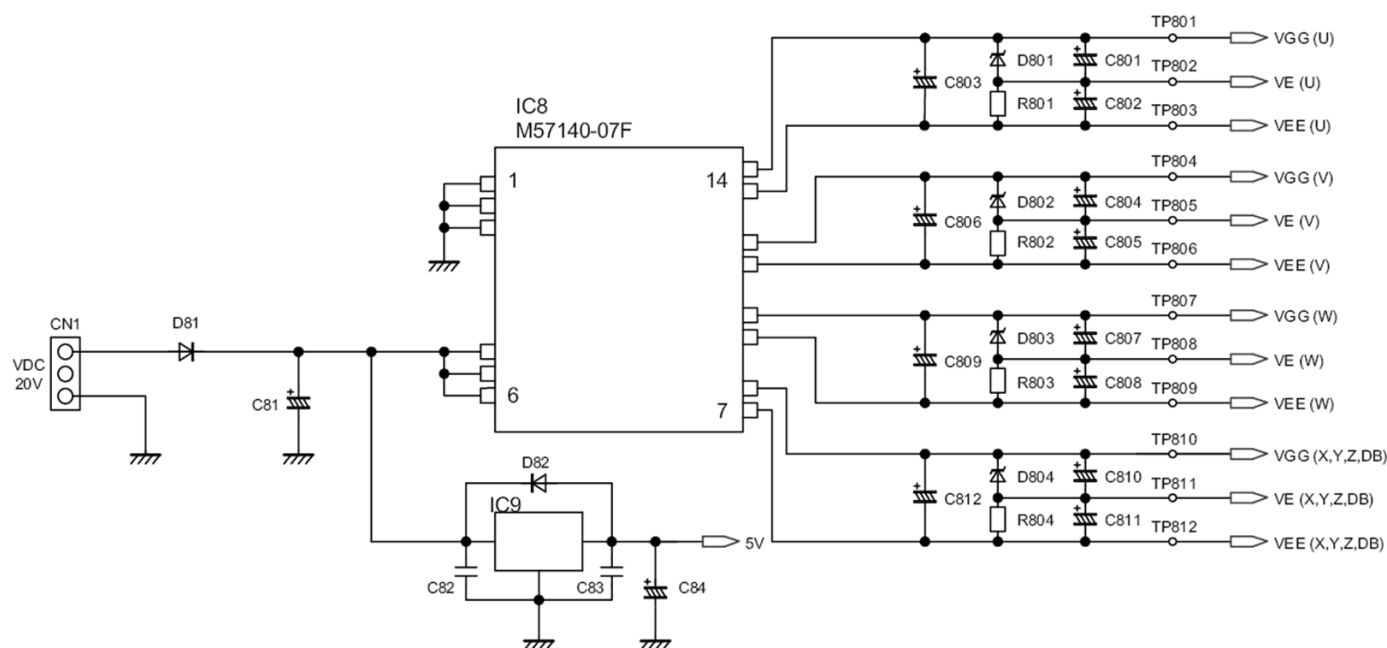 TP801
VGG (U)
D801
C801
C803
TP802
VE (U)
R801
C802
TP803
VEE (U)
IC8
M57140-07F
1
14
TP804
VGG (V)
D802
C804
C806
TP805
VE (V)
R802
C805
TP806
VEE (V)
CN1
D81
VDC
20V
C81
6
7
TP807
VGG (W)
D803
C807
C809
TP808
VE (W)
R803
C808
TP809
VEE (W)
TP810
VGG (X,Y,Z,DB)
D804
C810
C812
TP811
VE (X,Y,Z,DB)
R804
C811
TP812
VEE (X,Y,Z,DB)
D82
IC9
5V
C82
C83
C84